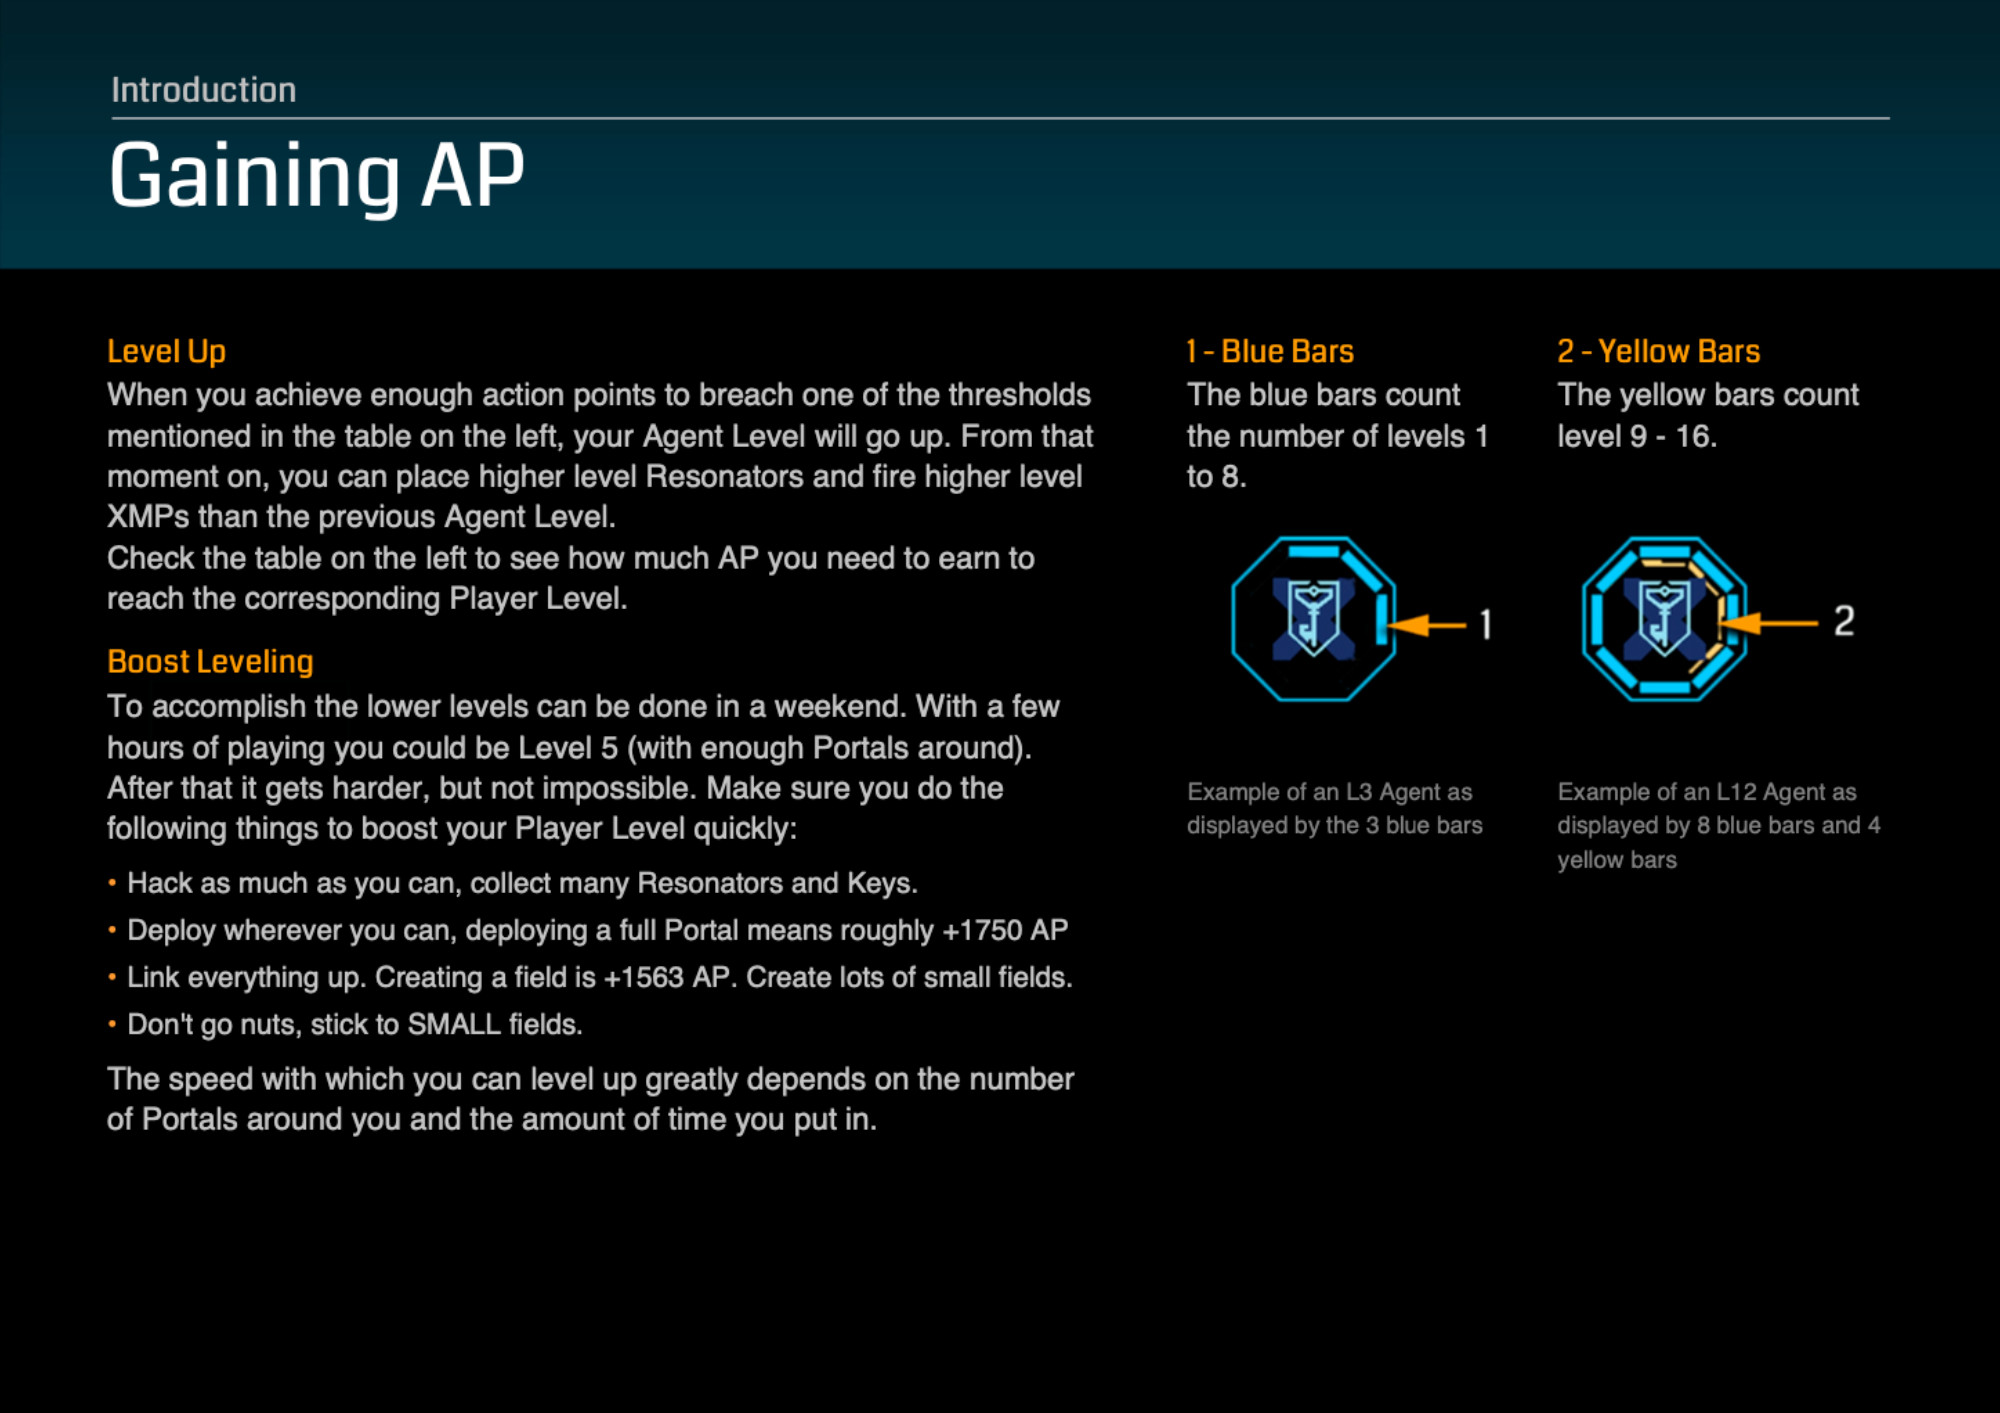 Introduction
Gaining AP
Level Up
When you achieve enough action points to breach one of the thresholds
mentioned in the table on the left, your Agent Level will go up. From that
moment on, you can place higher level Resonators and fire higher level
XMPs than the previous Agent Level.
Check the table on the left to see how much AP you need to earn to
reach the corresponding Player Level.
Boost Leveling
To accomplish the lower levels can be done in a weekend. With a few
hours of playing you could be Level 5 (with enough Portals around).
After that it gets harder, but not impossible. Make sure you do the
following things to boost your Player Level quickly:
• Hack as much as you can, collect many Resonators and Keys.
• Deploy wherever you can, deploying a full Portal means roughly +1750 AP
• Link everything up. Creating a field is +1563 AP. Create lots of small fields.
• Don't go nuts, stick to SMALL fields.
The speed with which you can level up greatly depends on the number
of Portals around you and the amount of time you put in.
1 - Blue Bars
The blue bars count
the number of levels 1
to 8.
1
Example of an L3 Agent as
displayed by the 3 blue bars
2 - Yellow Bars
The yellow bars count
level 9 - 16.
2
Example of an L12 Agent as
displayed by 8 blue bars and 4
yellow bars